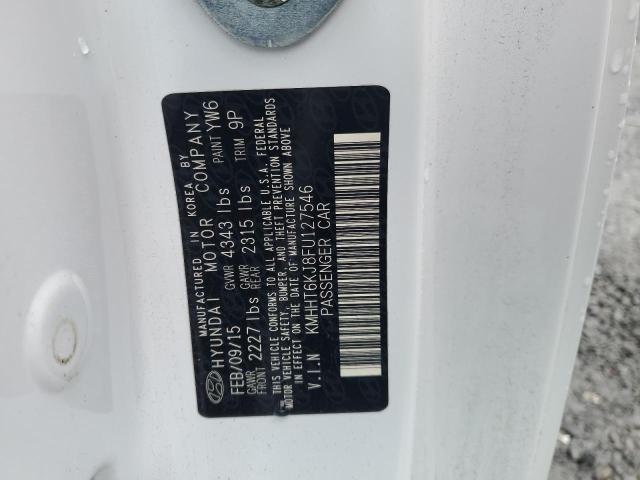 MANUFACTURED IN KOREA BY
HYUNDAI MOTOR COMPANY
FEB/09/15 GVWR 4343 lbs PAINT YW6
GAWR FRONT 2227 lbs GAWR REAR 2315 lbs TRIM 9P
THIS VEHICLE CONFORMS TO ALL APPLICABLE U.S.A. FEDERAL
MOTOR VEHICLE SAFETY, BUMPER, AND THEFT PREVENTION STANDARDS
IN EFFECT ON THE DATE OF MANUFACTURE SHOWN ABOVE
V.I.N KMHHT6KJ8FU127546
PASSENGER CAR